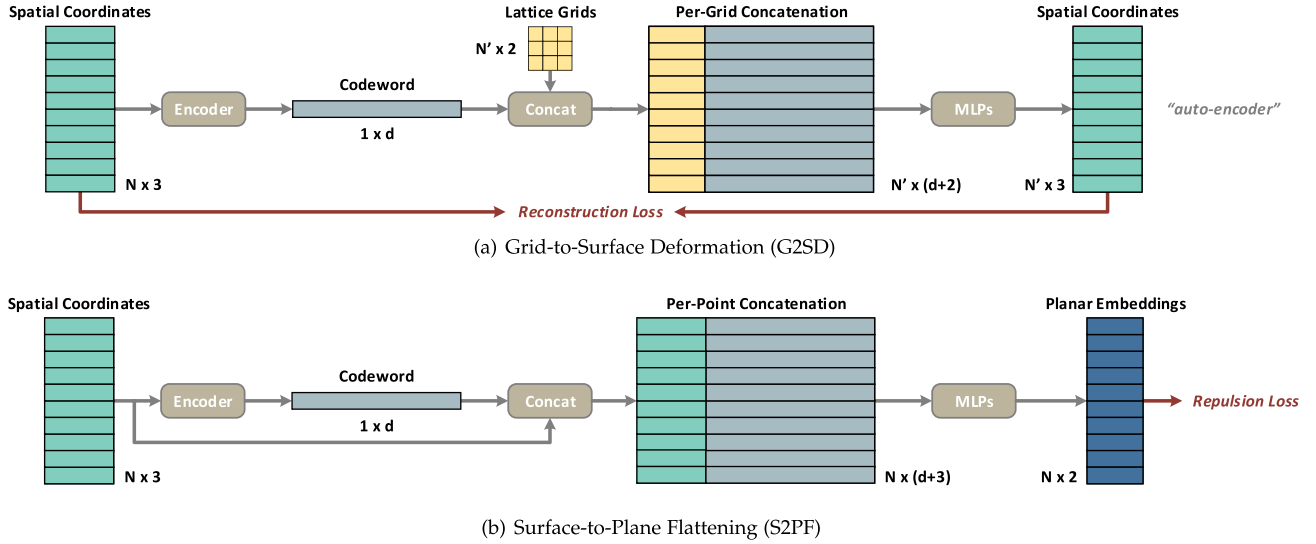 Spatial Coordinates
Lattice Grids
Per-Grid Concatenation
Spatial Coordinates
N’ x 2
Codeword
Encoder
Concat
MLPs
“auto-encoder”
1 x d
N x 3
N’ x (d+2)
N’ x 3
Reconstruction Loss
(a) Grid-to-Surface Deformation (G2SD)
Spatial Coordinates
Per-Point Concatenation
Planar Embeddings
Codeword
Encoder
Concat
MLPs
Repulsion Loss
1 x d
N x 3
N x (d+3)
N x 2
(b) Surface-to-Plane Flattening (S2PF)